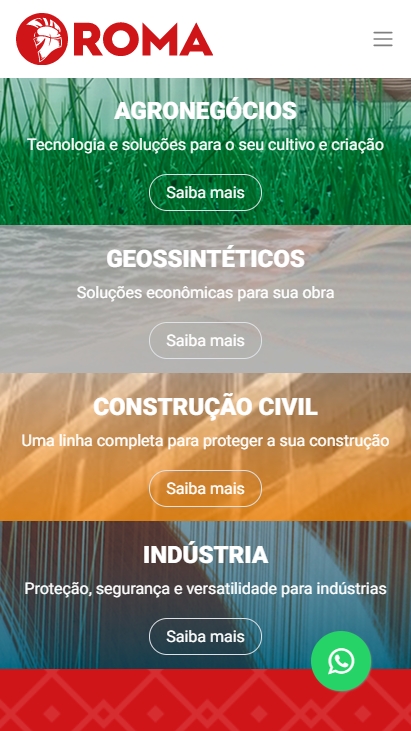 ROMA
AGRONEGÓCIOS
Tecnologia e soluções para o seu cultivo e criação
Saiba mais
GEOSSINTÉTICOS
Soluções econômicas para sua obra
Saiba mais
CONSTRUÇÃO CIVIL
Uma linha completa para proteger a sua construção
Saiba mais
INDÚSTRIA
Proteção, segurança e versatilidade para indústrias
Saiba mais